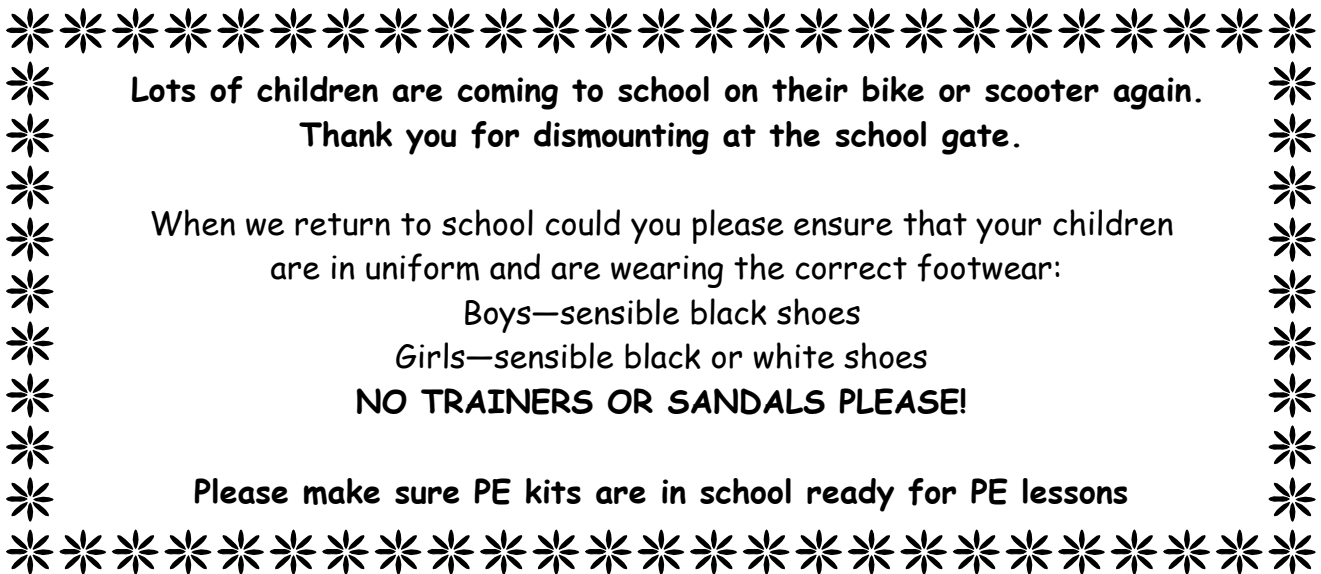 Lots of children are coming to school on their bike or scooter again.
Thank you for dismounting at the school gate.
When we return to school could you please ensure that your children
are in uniform and are wearing the correct footwear:
Boys—sensible black shoes
Girls—sensible black or white shoes
NO TRAINERS OR SANDALS PLEASE!
Please make sure PE kits are in school ready for PE lessons